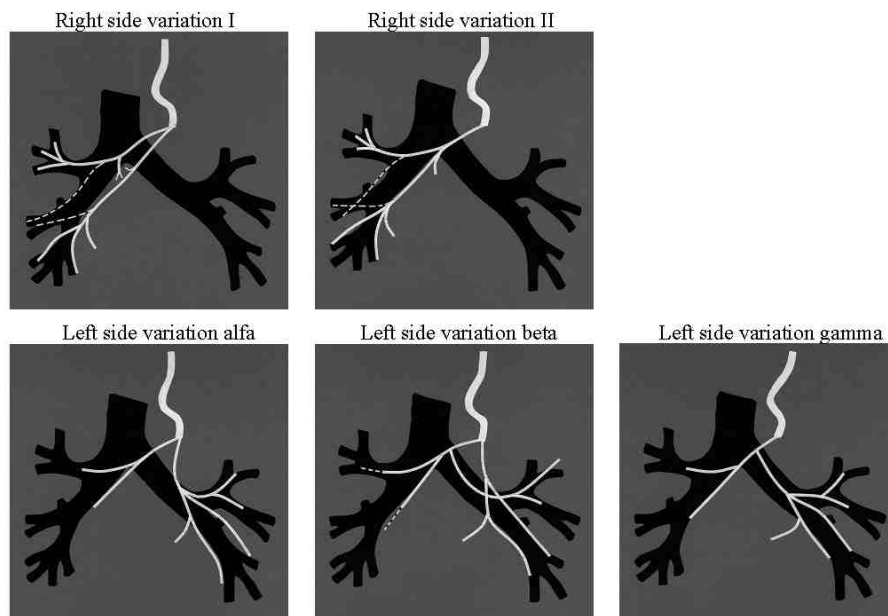 Right side variation I
Right side variation II
Left side variation alfa
Left side variation beta
Left side variation gamma